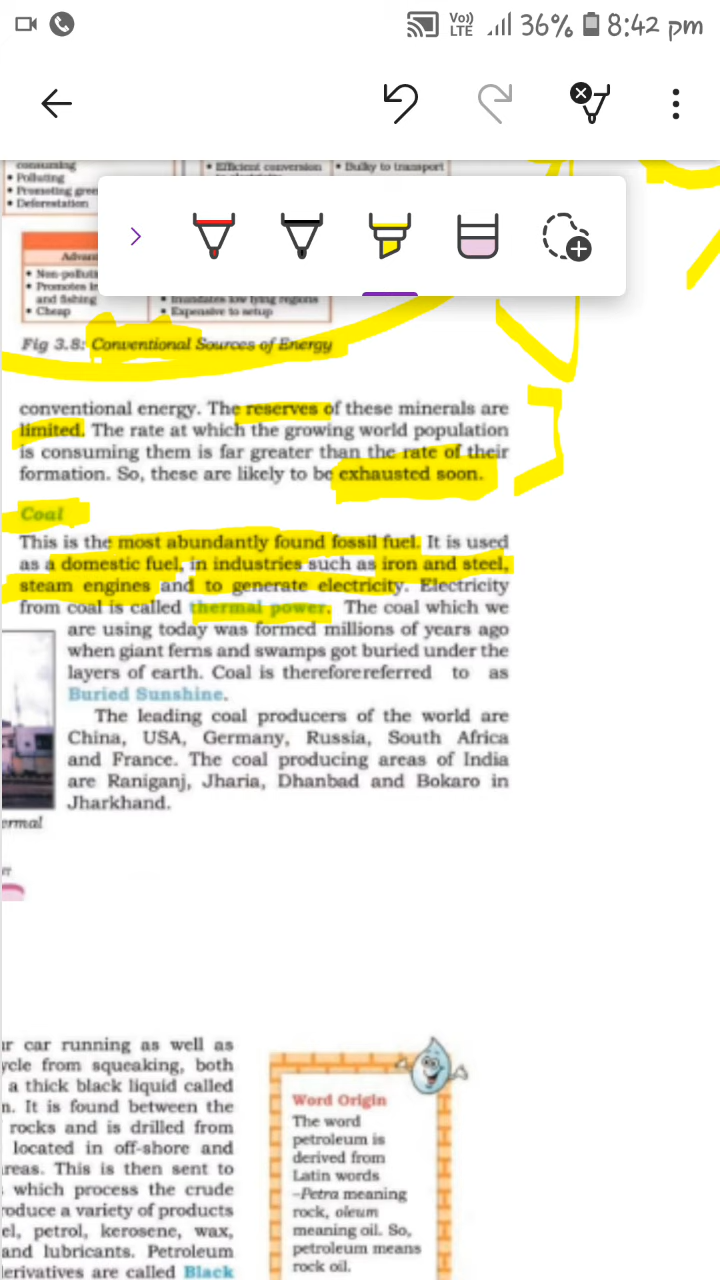 Vo)) LTE 36% 8:42 pm
consuming
• Polluting
• Promoting gree
• Deforestation
• Efficient conversion • Bulky to transport
Advan
• Non-polluti
• Promotes in
and fishing
• Cheap
• Inundates low lying regions
• Expensive to setup
Fig 3.8: Conventional Sources of Energy
conventional energy. The reserves of these minerals are
limited. The rate at which the growing world population
is consuming them is far greater than the rate of their
formation. So, these are likely to be exhausted soon.
Coal
This is the most abundantly found fossil fuel. It is used
as a domestic fuel, in industries such as iron and steel,
steam engines and to generate electricity. Electricity
from coal is called thermal power. The coal which we
are using today was formed millions of years ago
when giant ferns and swamps got buried under the
layers of earth. Coal is thereforereferred to as
Buried Sunshine.
The leading coal producers of the world are
China, USA, Germany, Russia, South Africa
and France. The coal producing areas of India
are Raniganj, Jharia, Dhanbad and Bokaro in
Jharkhand.
ermal
ur car running as well as
ycle from squeaking, both
a thick black liquid called
n. It is found between the
rocks and is drilled from
located in off-shore and
reas. This is then sent to
which process the crude
roduce a variety of products
el, petrol, kerosene, wax,
and lubricants. Petroleum
erivatives are called Black
Word Origin
The word
petroleum is
derived from
Latin words
–Petra meaning
rock, oleum
meaning oil. So,
petroleum means
rock oil.